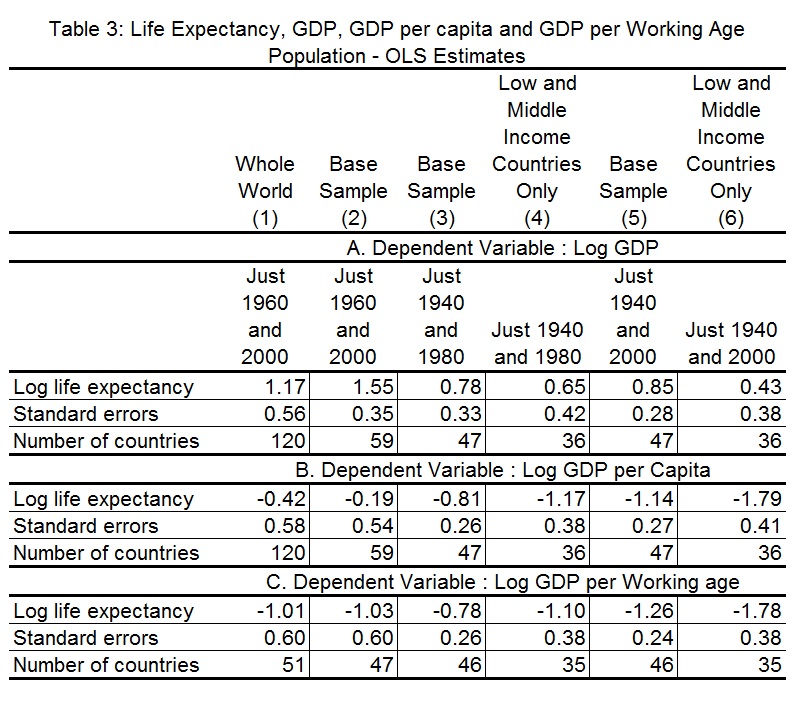 Table 3: Life Expectancy, GDP, GDP per capita and GDP per Working Age
Population - OLS Estimates
Low and Low and
Middle Middle
Income Income
Whole Base Base Countries Base Countries
World Sample Sample Only Sample Only
(1) (2) (3) (4) (5) (6)
A. Dependent Variable : Log GDP
Just Just Just Just
1960 1960 1940 1940
and and and Just 1940 and Just 1940
2000 2000 1980 and 1980 2000 and 2000
Log life expectancy 1.17 1.55 0.78 0.65 0.85 0.43
Standard errors 0.56 0.35 0.33 0.42 0.28 0.38
Number of countries 120 59 47 36 47 36
B. Dependent Variable : Log GDP per Capita
Log life expectancy -0.42 -0.19 -0.81 -1.17 -1.14 -1.79
Standard errors 0.58 0.54 0.26 0.38 0.27 0.41
Number of countries 120 59 47 36 47 36
C. Dependent Variable : Log GDP per Working age
Log life expectancy -1.01 -1.03 -0.78 -1.10 -1.26 -1.78
Standard errors 0.60 0.60 0.26 0.38 0.24 0.38
Number of countries 51 47 46 35 46 35